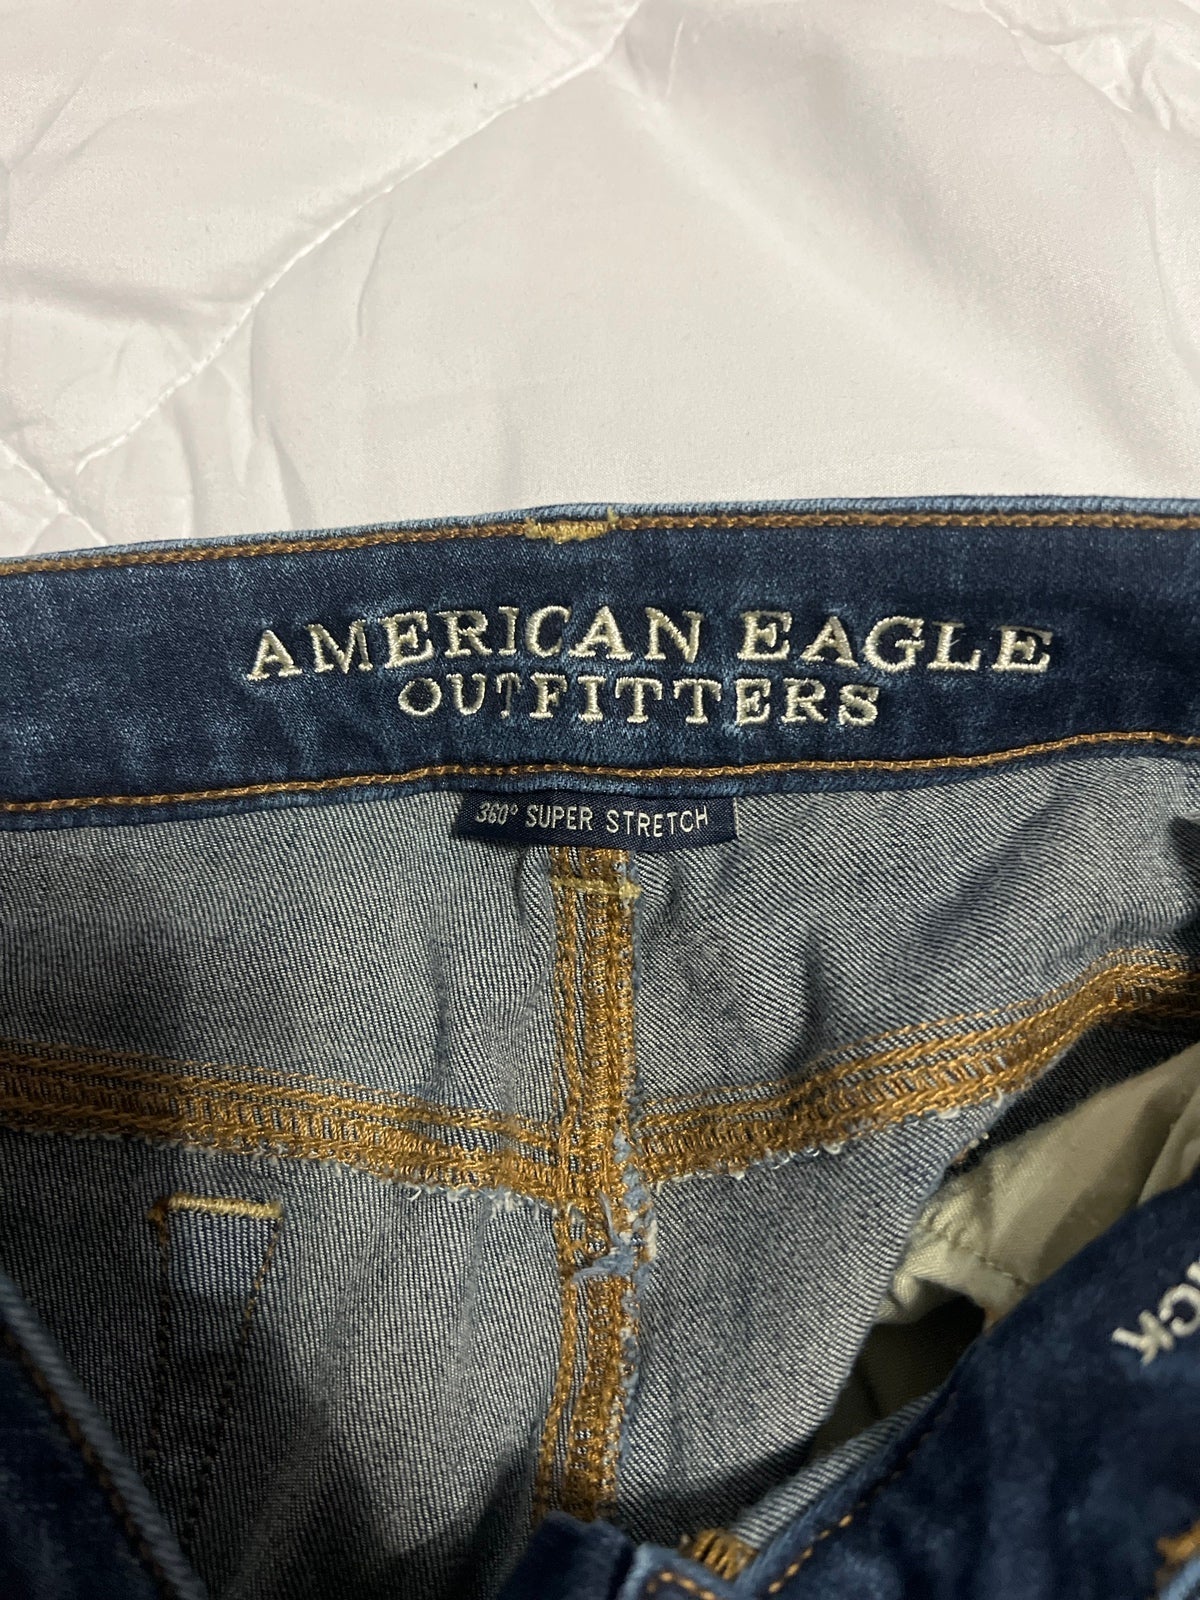 AMERICAN EAGLE
OUTFITTERS
360° SUPER STRETCH